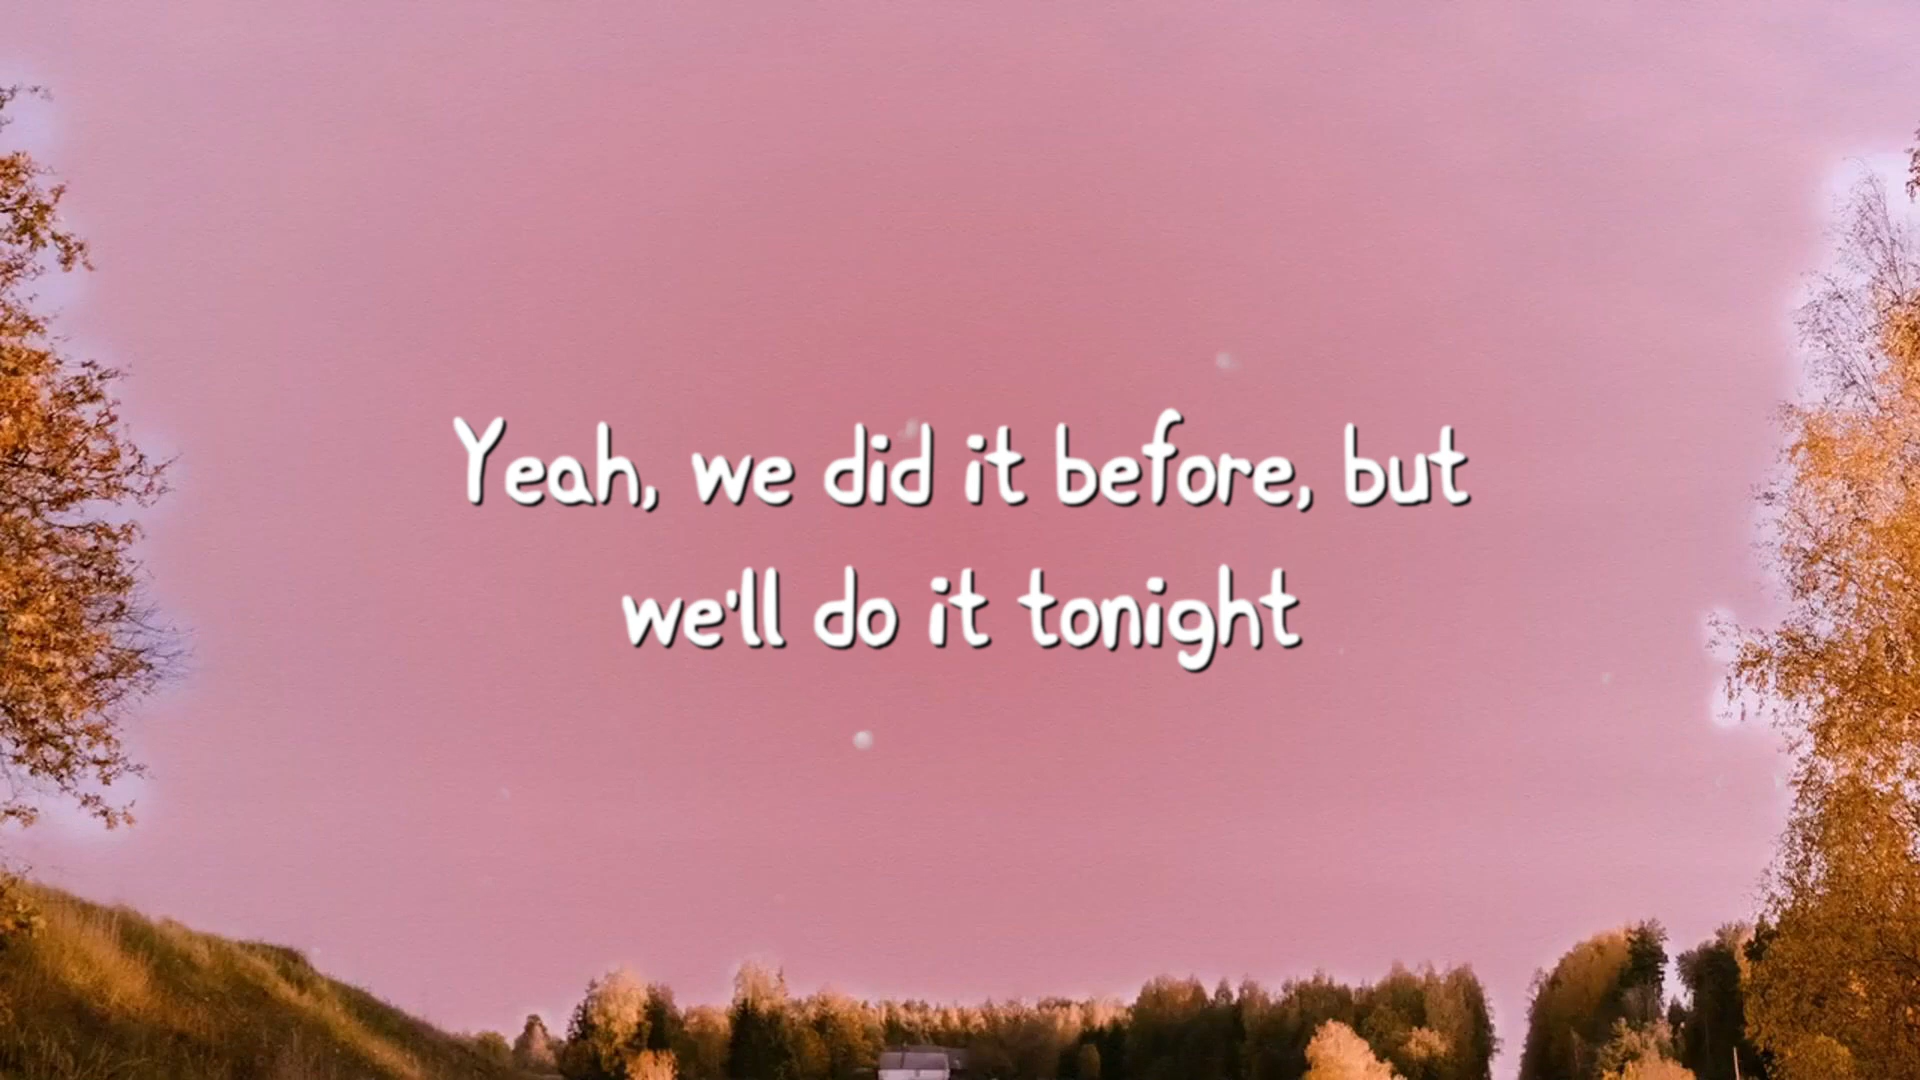 Yeah, we did it before, but
we'll do it tonight